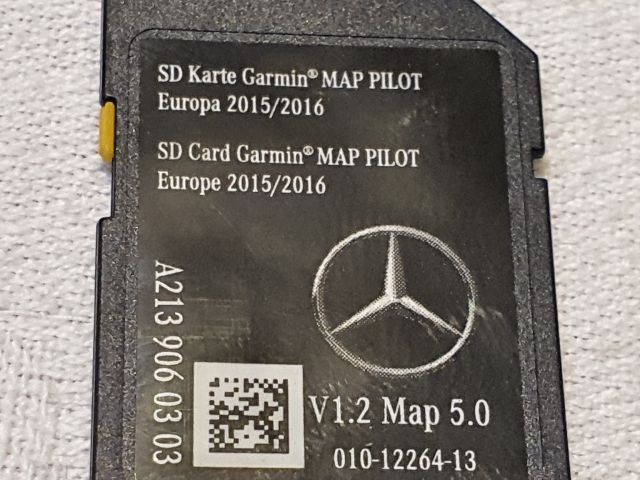 SD Karte Garmin® MAP PILOT
Europa 2015/2016
SD Card Garmin® MAP PILOT
Europe 2015/2016
A213 906 03 03
V1.2 Map 5.0
010-12264-13